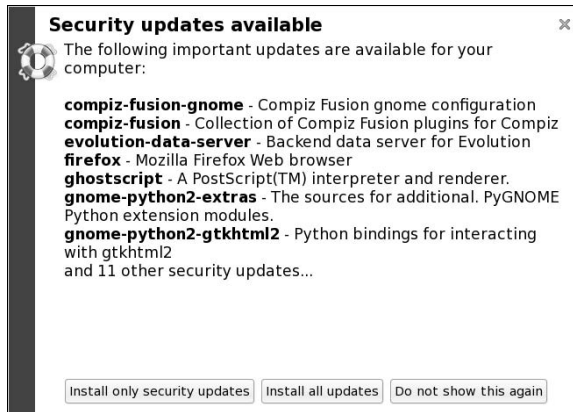 Security updates available
The following important updates are available for your
computer:
compiz-fusion-gnome - Compiz Fusion gnome configuration
compiz-fusion - Collection of Compiz Fusion plugins for Compiz
evolution-data-server - Backend data server for Evolution
firefox - Mozilla Firefox Web browser
ghostscript - A PostScript(TM) interpreter and renderer.
gnome-python2-extras - The sources for additional. PyGNOME
Python extension modules.
gnome-python2-gtkhtml2 - Python bindings for interacting
with gtkhtml2
and 11 other security updates...
Install only security updates Install all updates Do not show this again